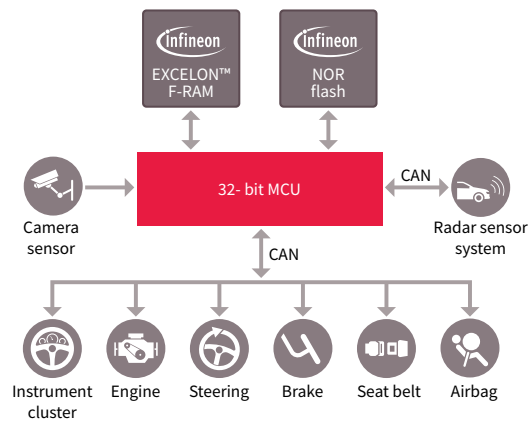 infineon
EXCELON™
F-RAM
infineon
NOR
flash
32- bit MCU
CAN
Camera
sensor
Radar sensor
system
CAN
Instrument
cluster
Engine
Steering
Brake
Seat belt
Airbag